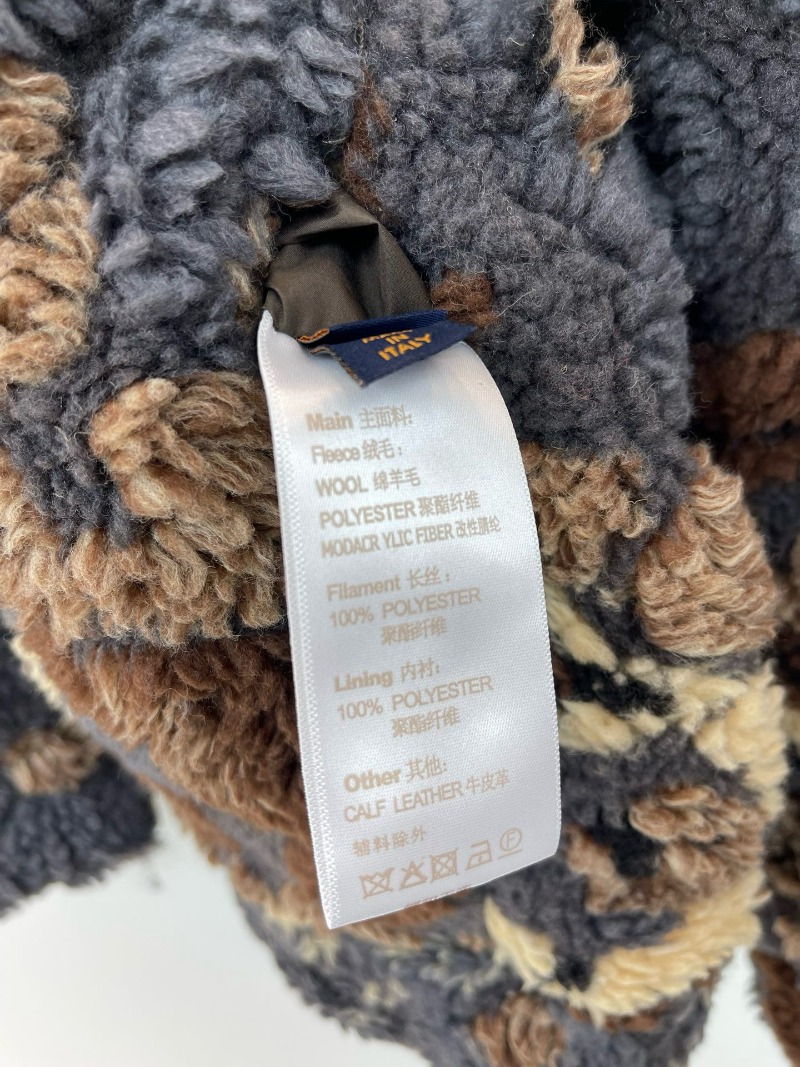 IN
ITALY
Main 主面料:
Fleece 绒毛:
WOOL 绵羊毛
POLYESTER 聚酯纤维
MODACR YLIC FIBER 改性腈纶
Filament 长丝:
100% POLYESTER
聚酯纤维
Lining 内衬:
100% POLYESTER
聚酯纤维
Other 其他:
CALF LEATHER 牛皮革
辅料除外